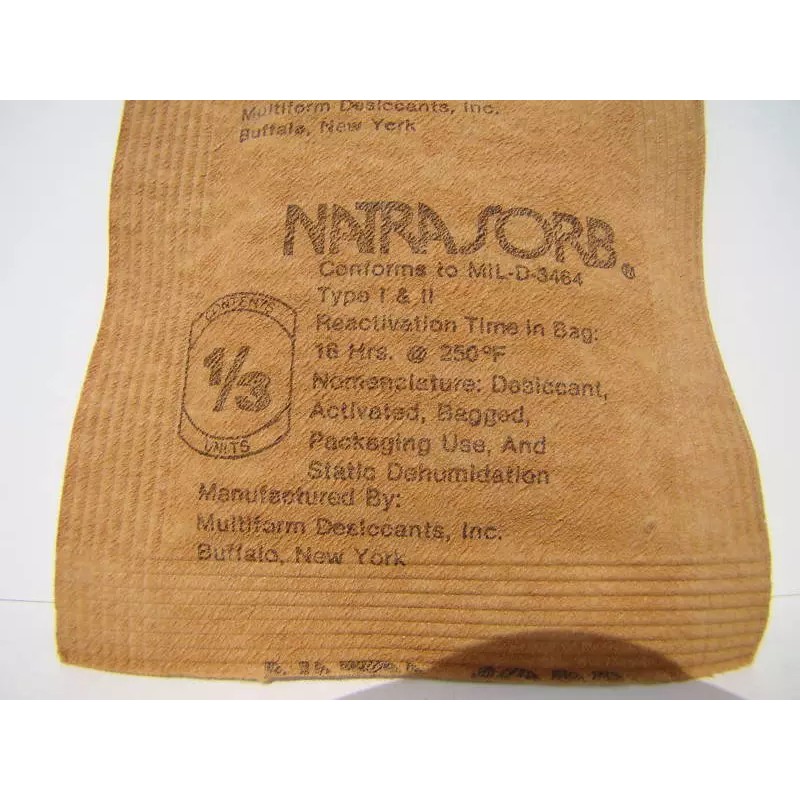 Multiform Desiccants, Inc.
Buffalo, New York
NATRASORB®
Conforms to MIL-D-3464
Type I & II
Reactivation Time in Bag:
16 Hrs. @ 250°F
Nomenclature: Desiccant,
Activated, Bagged,
Packaging Use, And
Static Dehumidation
CONTENTS
1/3
UNITS
Manufactured By:
Multiform Desiccants, Inc.
Buffalo, New York